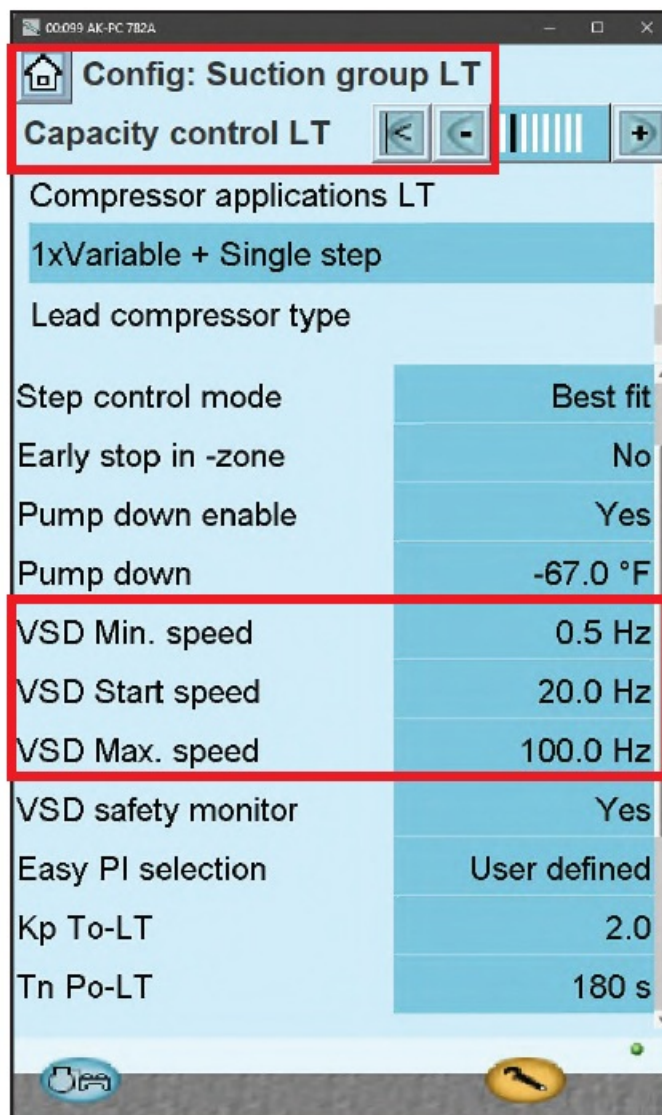 00:099 AK-PC 782A
Config: Suction group LT
Capacity control LT
Compressor applications LT
1xVariable + Single step
Lead compressor type
Step control mode Best fit
Early stop in -zone No
Pump down enable Yes
Pump down -67.0 °F
VSD Min. speed 0.5 Hz
VSD Start speed 20.0 Hz
VSD Max. speed 100.0 Hz
VSD safety monitor Yes
Easy PI selection User defined
Kp To-LT 2.0
Tn Po-LT 180 s